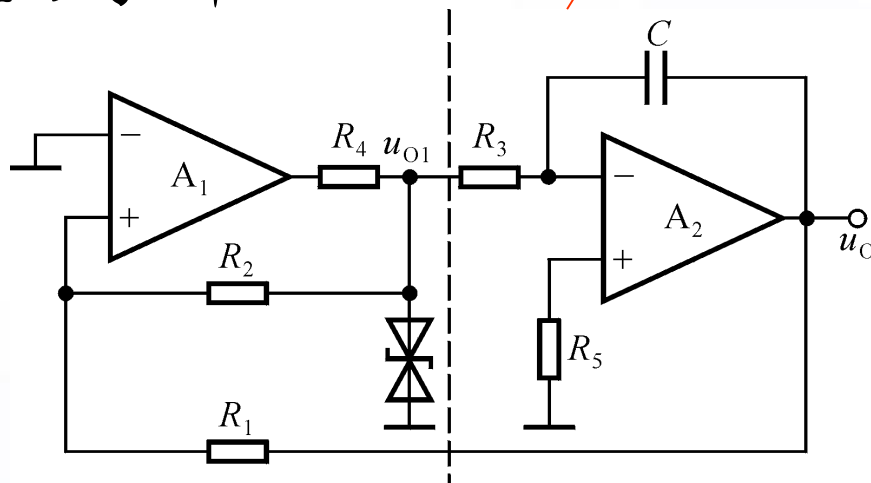 C
R4 uO1 R3
− A1 +
− A2 +
uO
R2
R5
R1